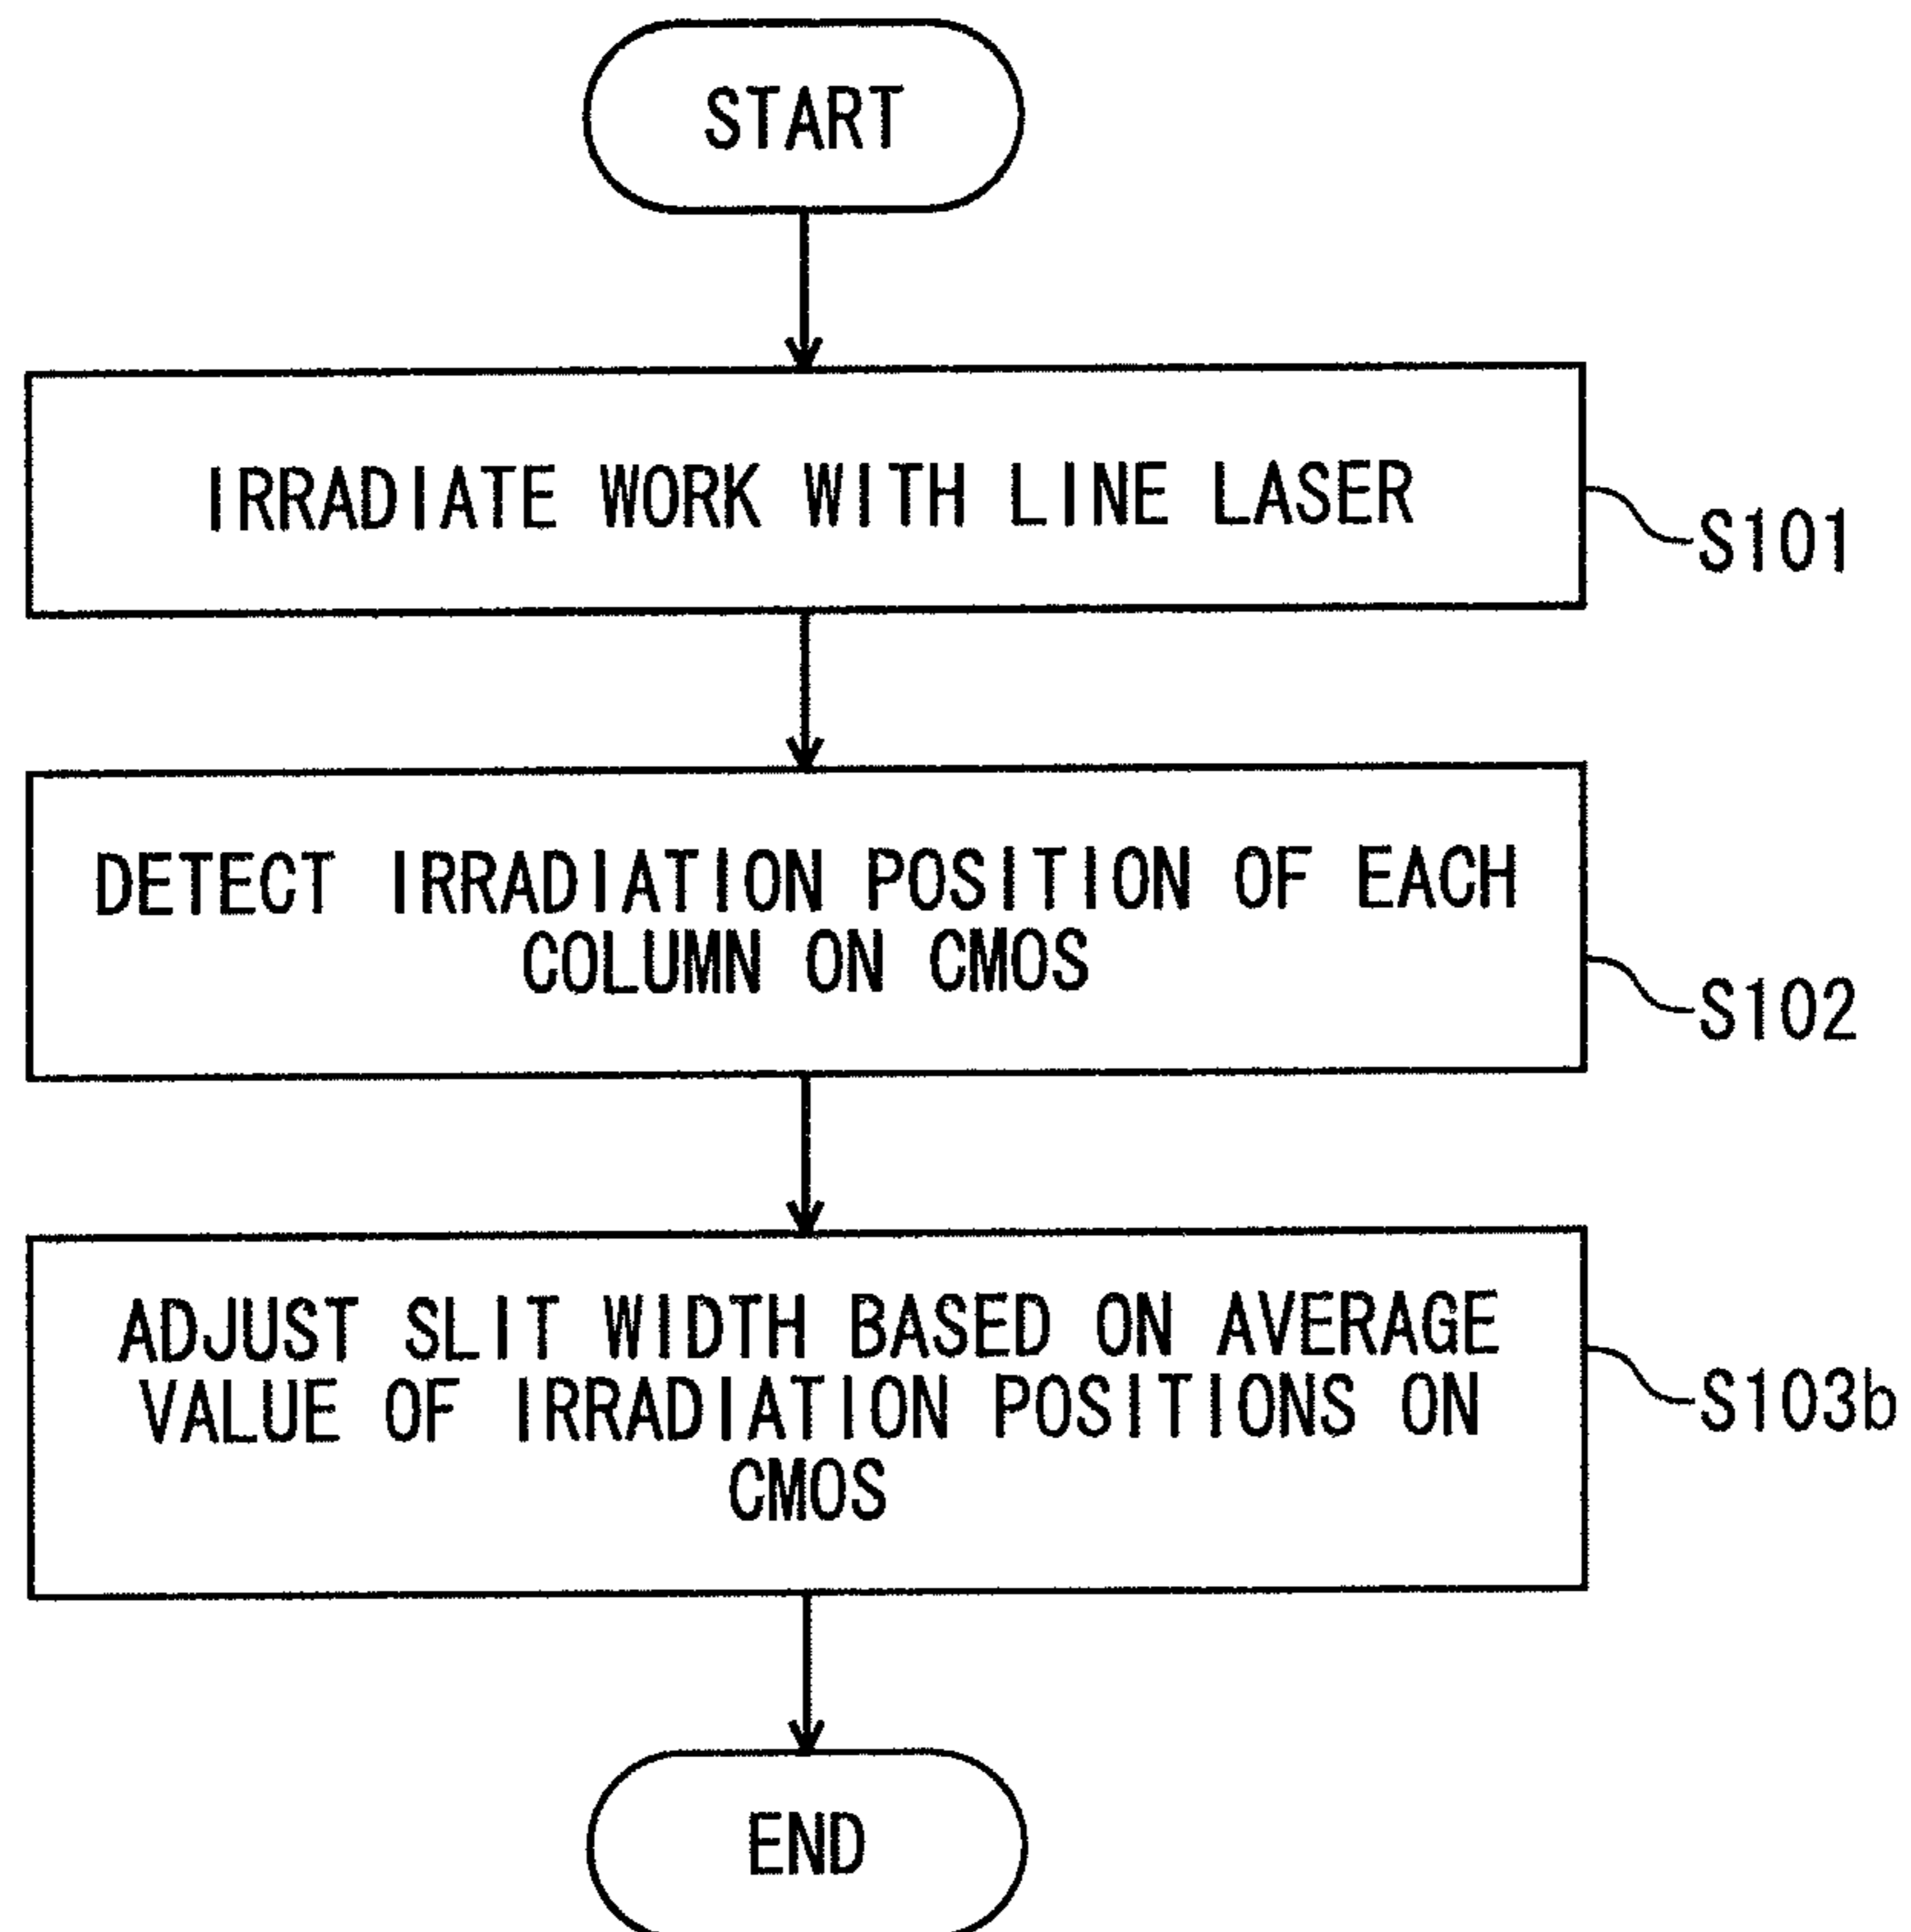 START
IRRADIATE WORK WITH LINE LASER
S101
DETECT IRRADIATION POSITION OF EACH
COLUMN ON CMOS
S102
ADJUST SLIT WIDTH BASED ON AVERAGE
VALUE OF IRRADIATION POSITIONS ON
CMOS
S103b
END